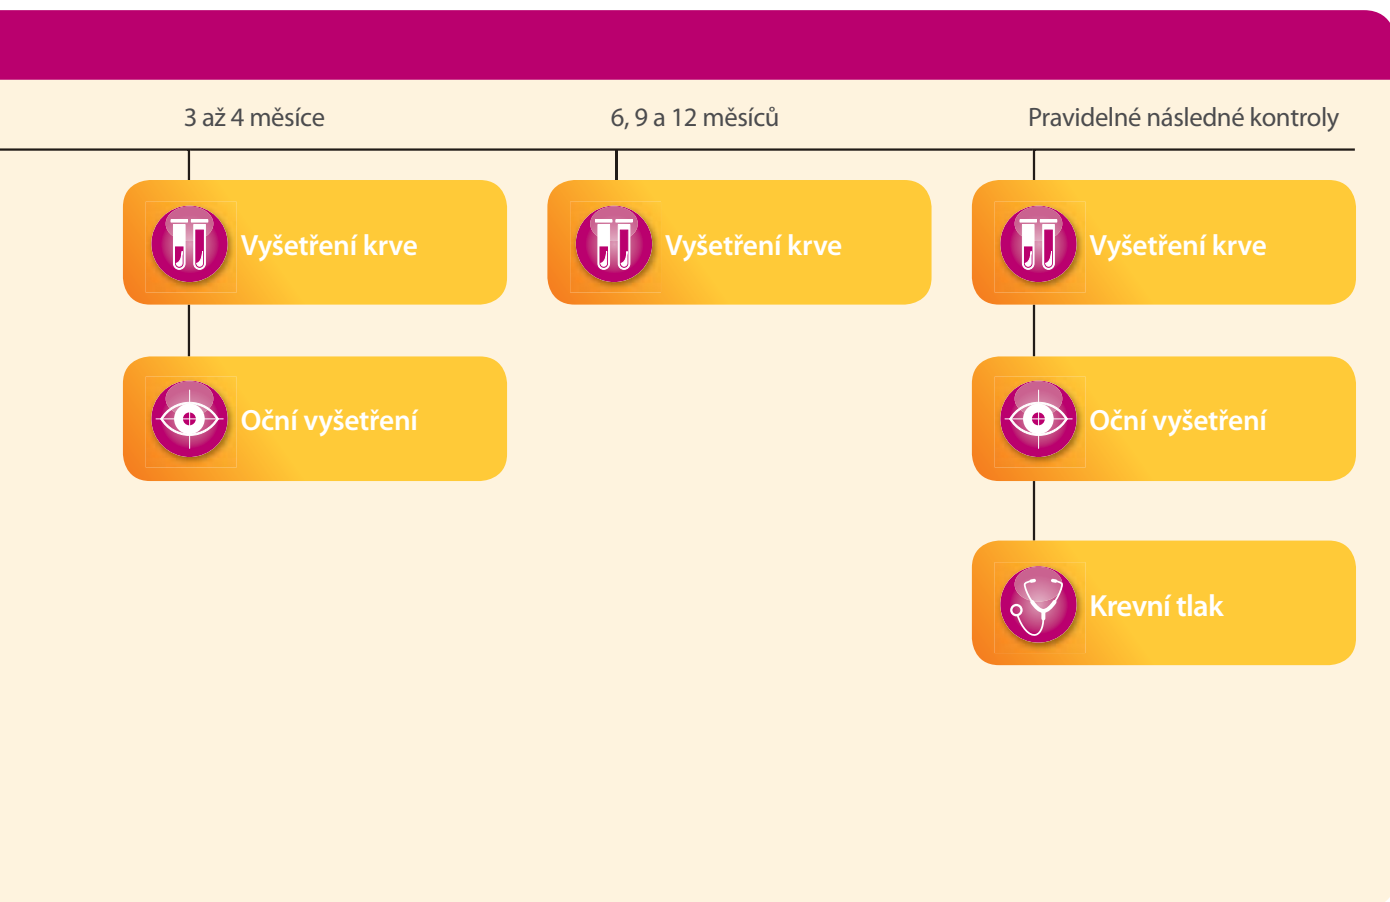 3 až 4 měsíce
6, 9 a 12 měsíců
Pravidelné následné kontroly
Vyšetření krve
Vyšetření krve
Vyšetření krve
Oční vyšetření
Oční vyšetření
Krevní tlak